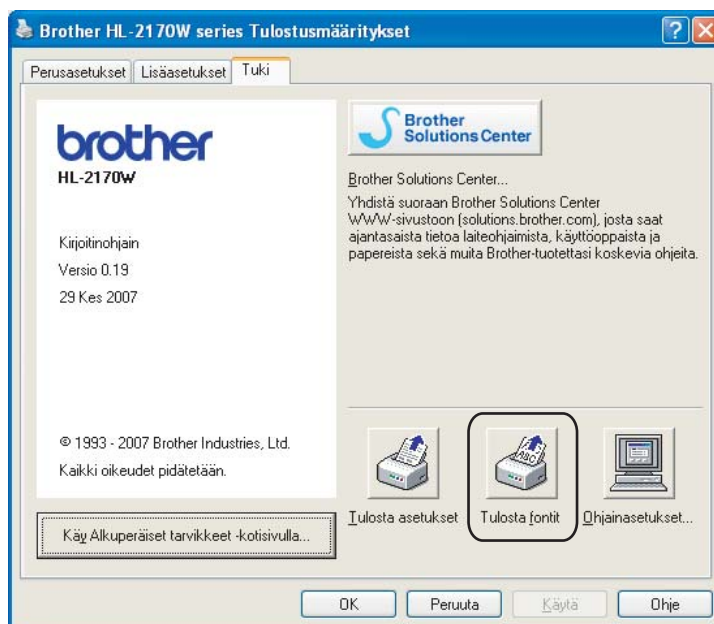 Brother HL-2170W series Tulostusmääritykset
Perusasetukset Lisäasetukset Tuki
brother
HL-2170W
Kirjoitinohjain
Versio 0.19
29 Kes 2007
© 1993 - 2007 Brother Industries, Ltd.
Kaikki oikeudet pidätetään.
Käy Alkuperäiset tarvikkeet -kotisivulla...
Brother
Solutions Center
Brother Solutions Center...
Yhdistä suoraan Brother Solutions Center
WWW-sivustoon (solutions.brother.com), josta saat
ajantasaista tietoa laiteohjaimista, käyttöoppaista ja
papereista sekä muita Brother-tuotettasi koskevia ohjeita.
ABC
Tulosta asetukset Tulosta fontit Ohjainasetukset...
OK Peruuta Käytä Ohje